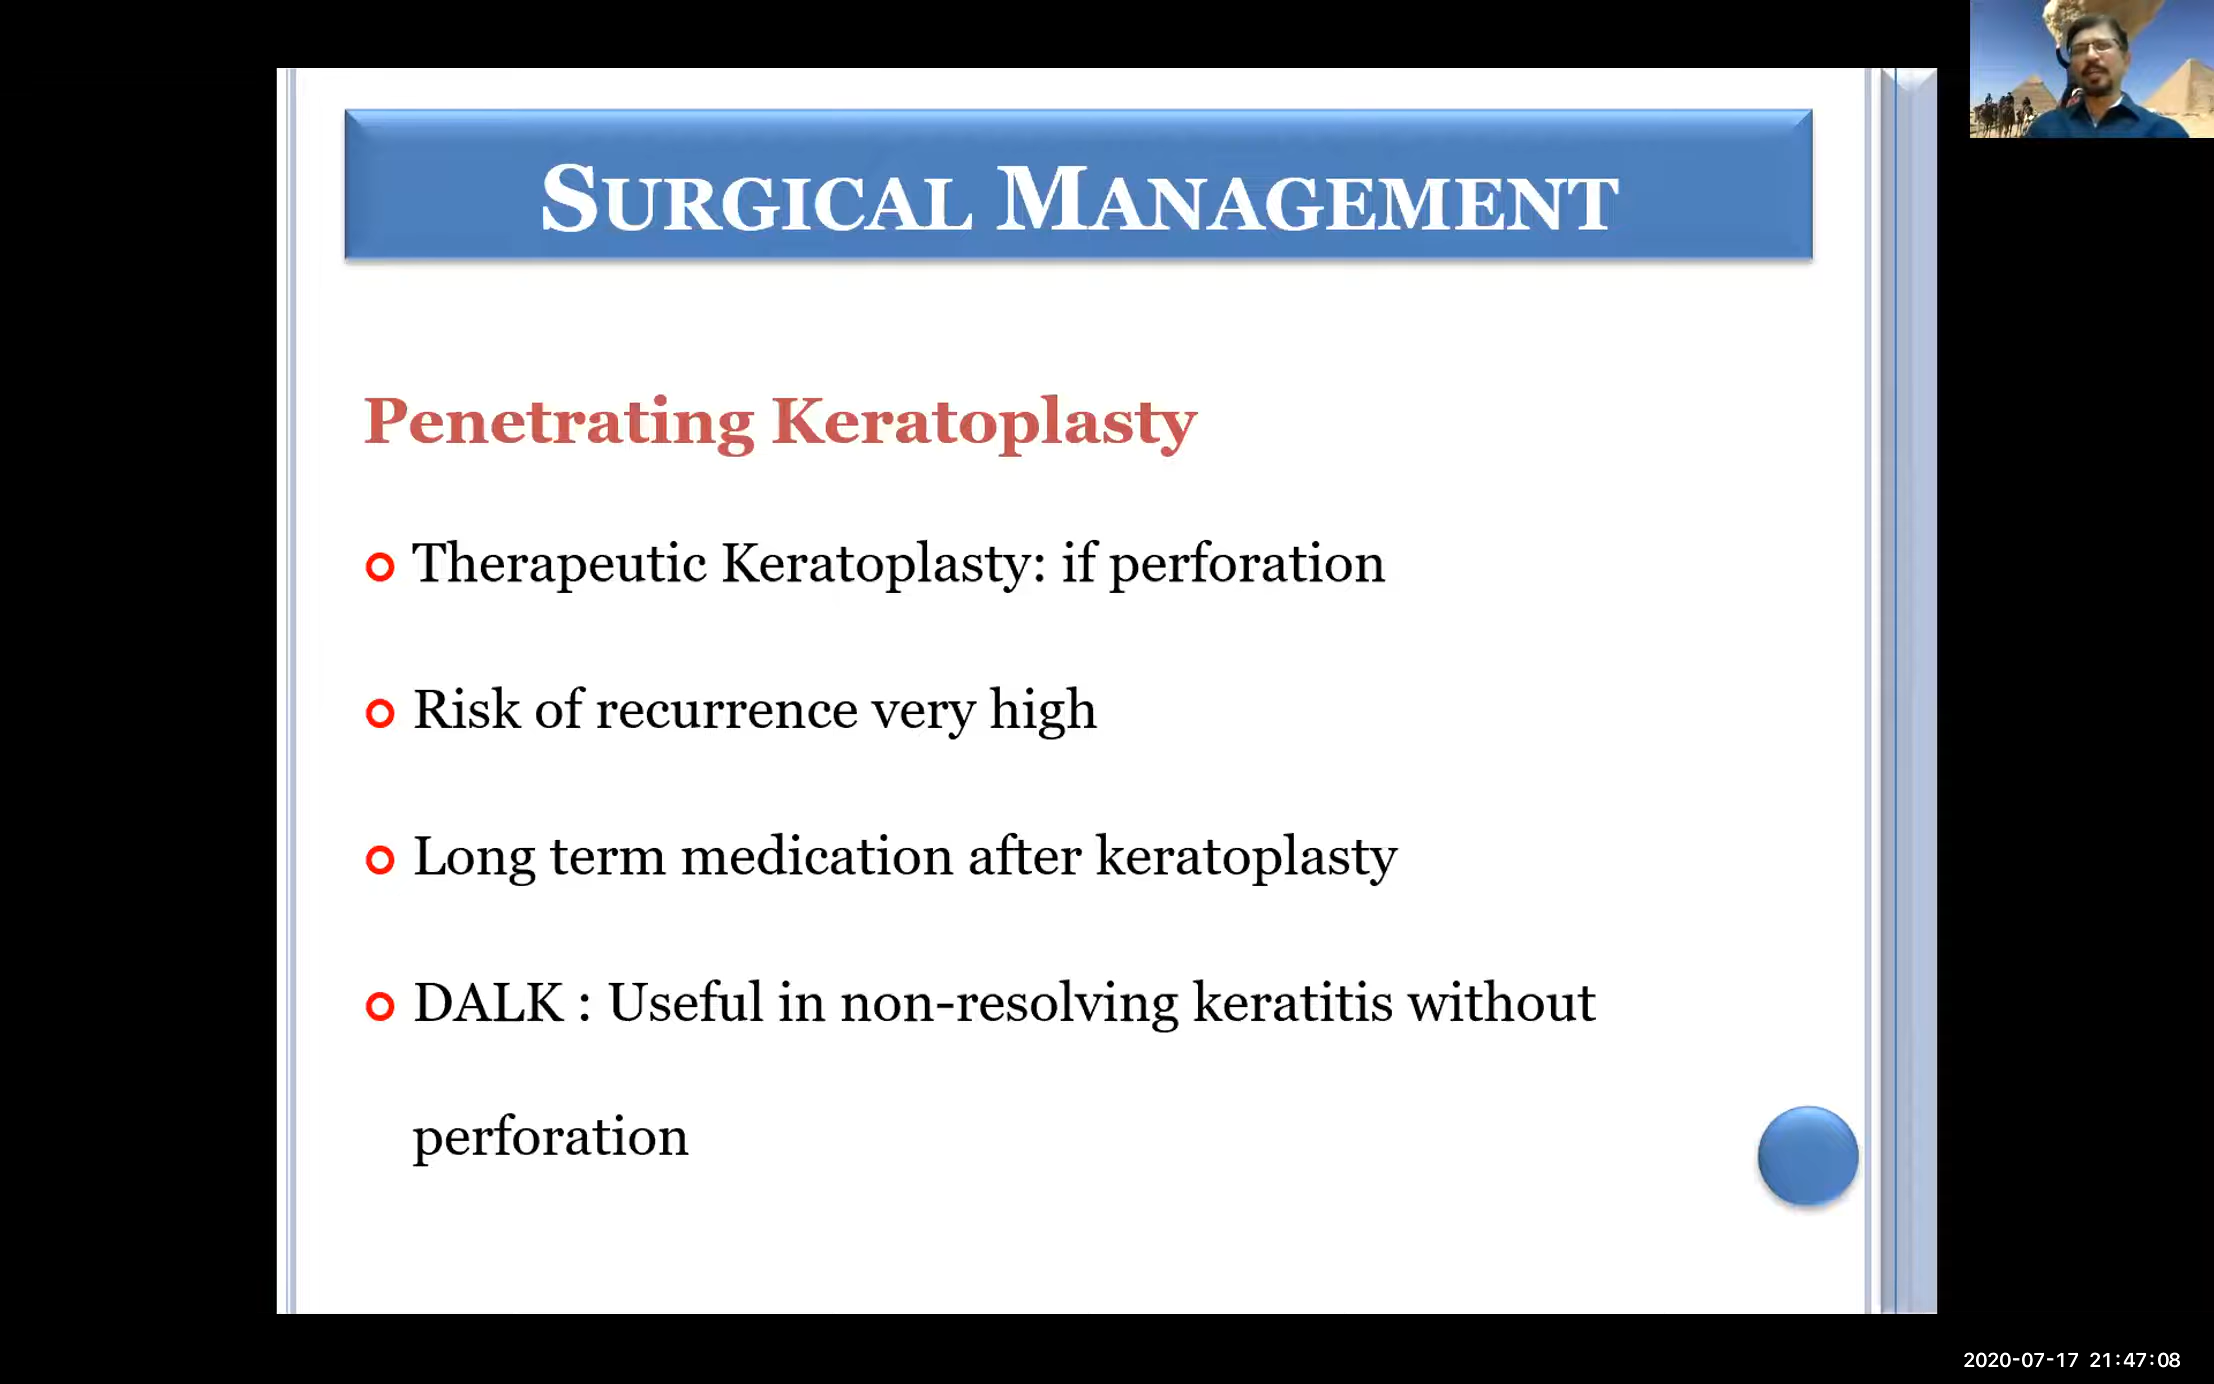 SURGICAL MANAGEMENT
Penetrating Keratoplasty
Therapeutic Keratoplasty: if perforation
Risk of recurrence very high
Long term medication after keratoplasty
DALK : Useful in non-resolving keratitis without
perforation
2020-07-17 21:47:08